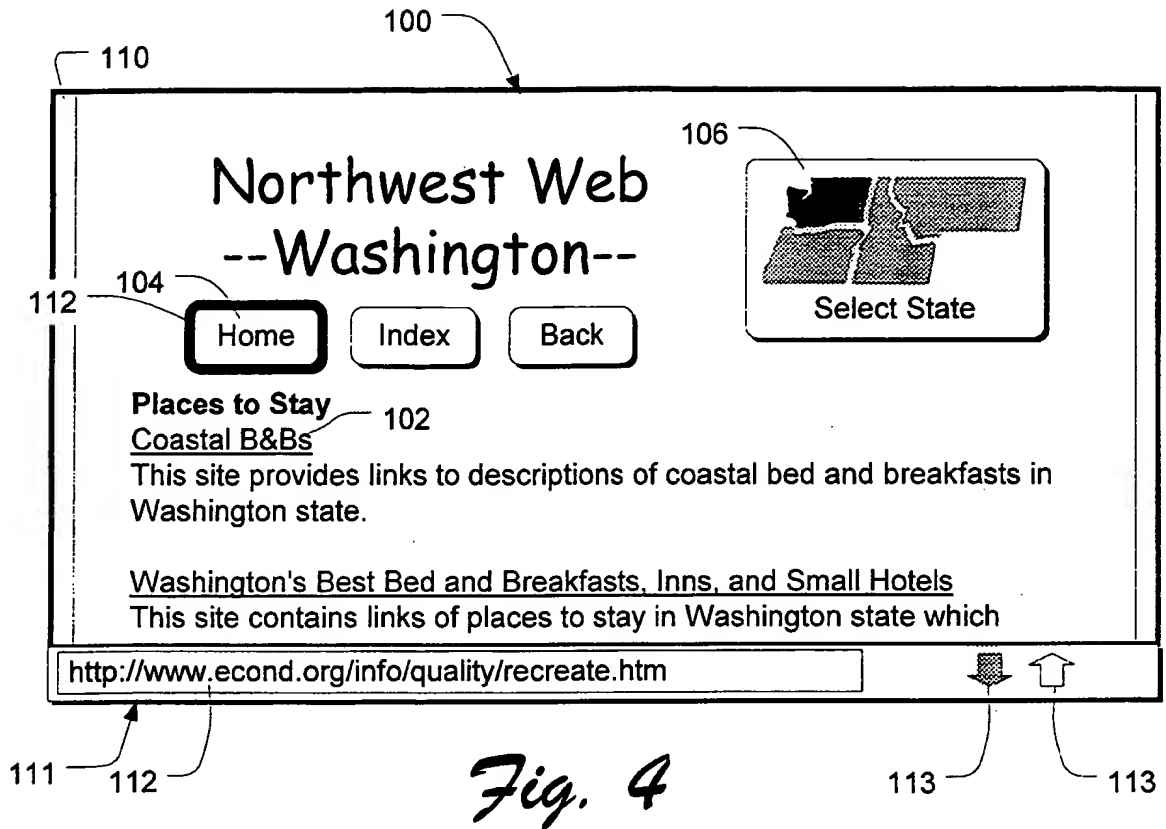 100
110
106
Northwest Web
--Washington--
104
112
Home Index Back
Select State
Places to Stay
102
Coastal B&Bs
This site provides links to descriptions of coastal bed and breakfasts in
Washington state.
Washington's Best Bed and Breakfasts, Inns, and Small Hotels
This site contains links of places to stay in Washington state which
http://www.econd.org/info/quality/recreate.htm
111
112
113
113
Fig. 4